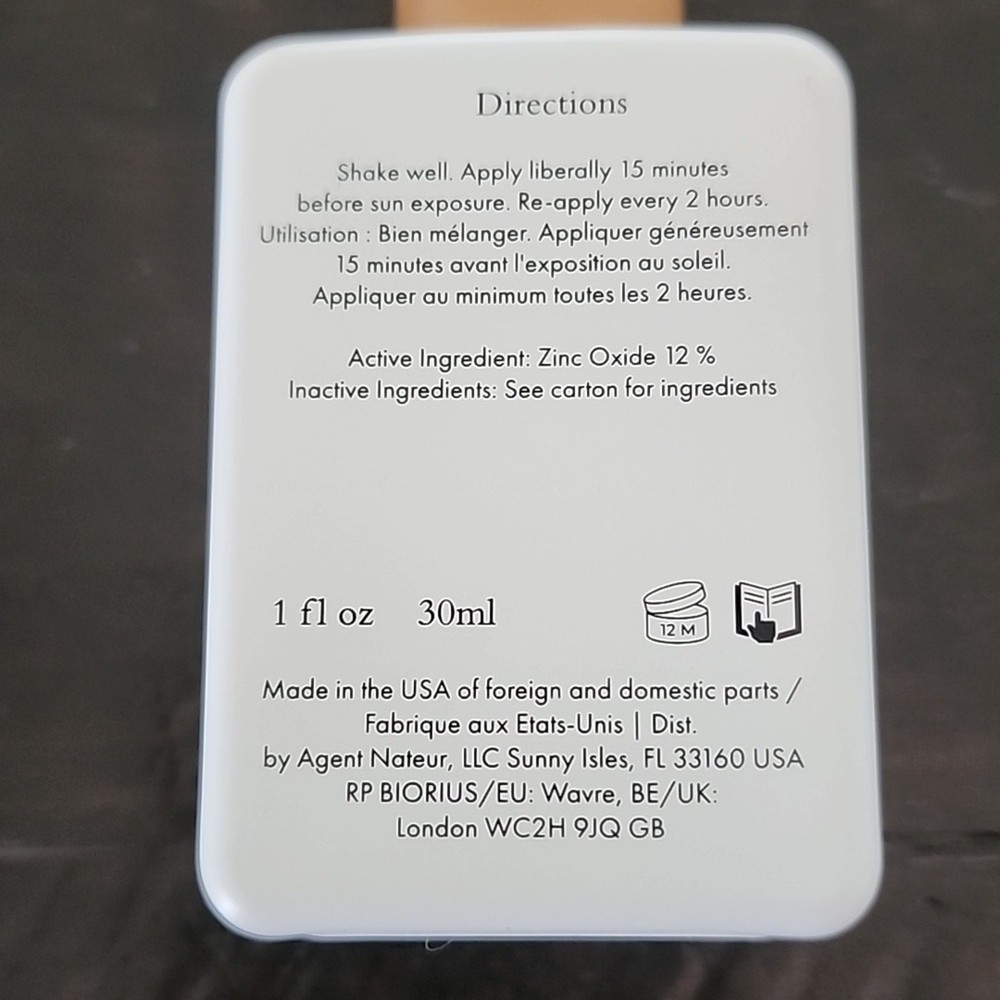 Directions
Shake well. Apply liberally 15 minutes
before sun exposure. Re-apply every 2 hours.
Utilisation : Bien mélanger. Appliquer généreusement
15 minutes avant l'exposition au soleil.
Appliquer au minimum toutes les 2 heures.
Active Ingredient: Zinc Oxide 12 %
Inactive Ingredients: See carton for ingredients
1 fl oz 30ml
12 M
Made in the USA of foreign and domestic parts /
Fabrique aux Etats-Unis | Dist.
by Agent Nateur, LLC Sunny Isles, FL 33160 USA
RP BIORIUS/EU: Wavre, BE/UK:
London WC2H 9JQ GB